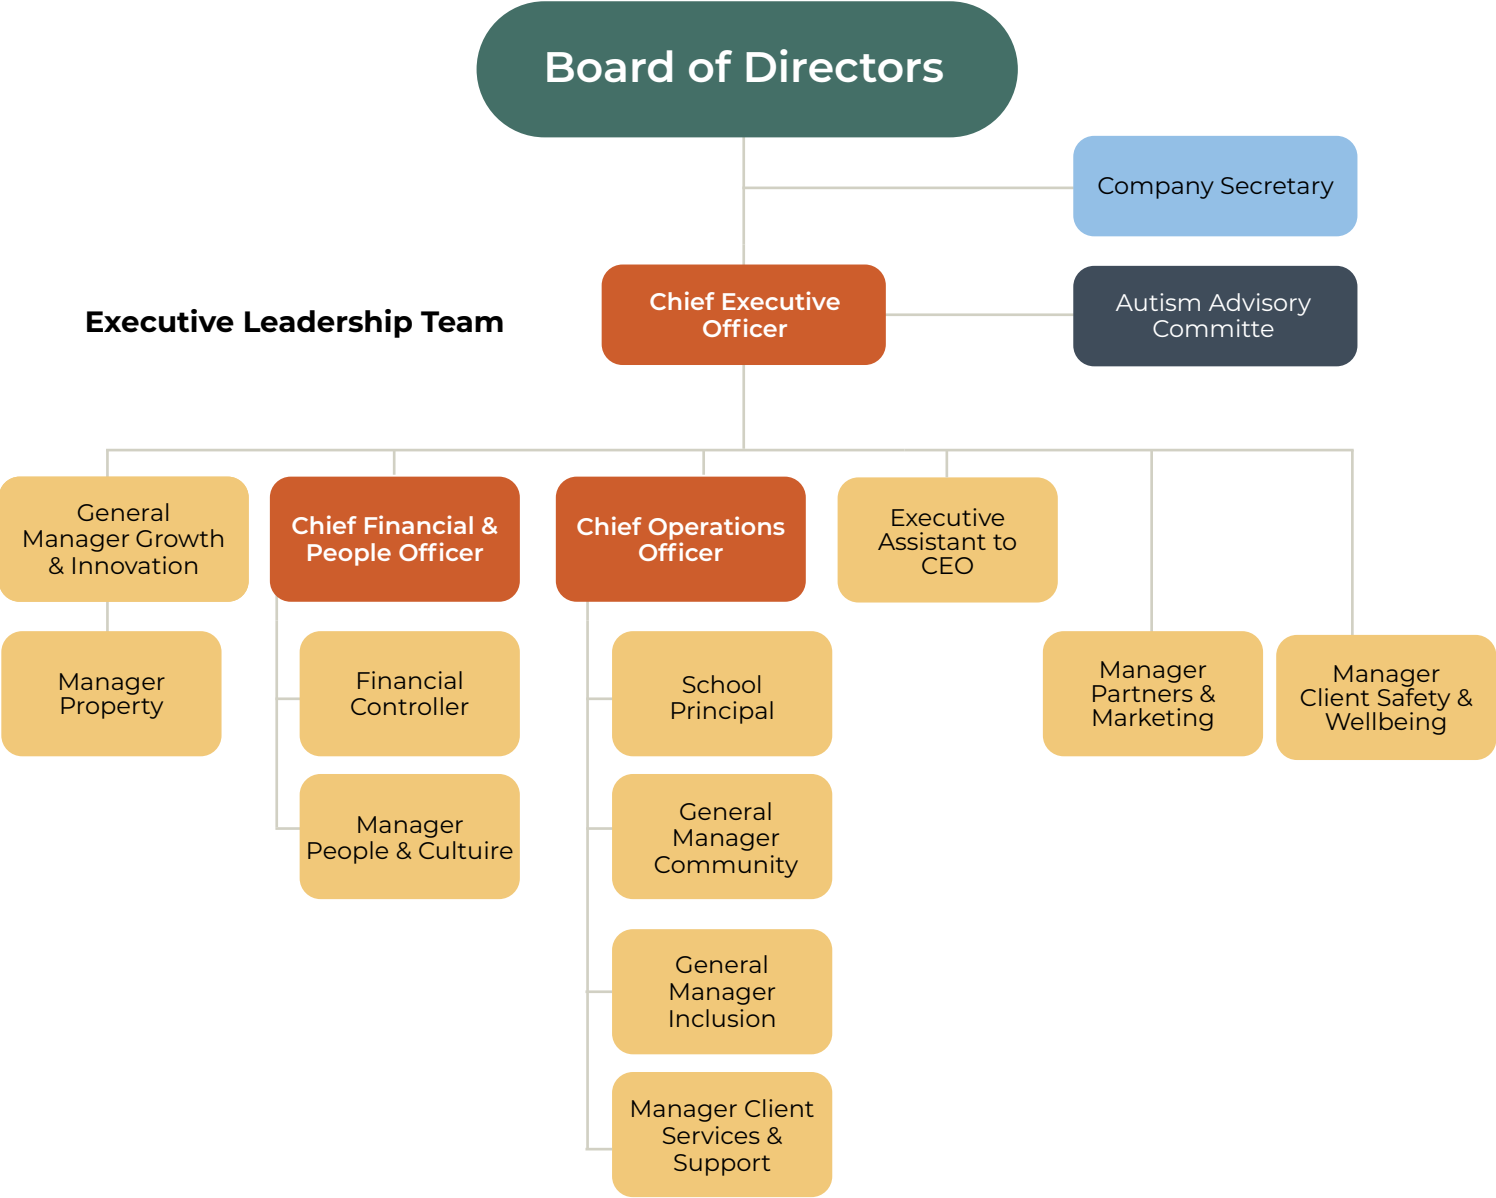 Board of Directors
Company Secretary
Chief Executive
Officer
Autism Advisory
Committe
Executive Leadership Team
General
Manager Growth
& Innovation
Chief Financial &
People Officer
Chief Operations
Officer
Executive
Assistant to
CEO
Manager
Property
Financial
Controller
School
Principal
Manager
Partners &
Marketing
Manager
Client Safety &
Wellbeing
Manager
People & Cultuire
General
Manager
Community
General
Manager
Inclusion
Manager Client
Services &
Support